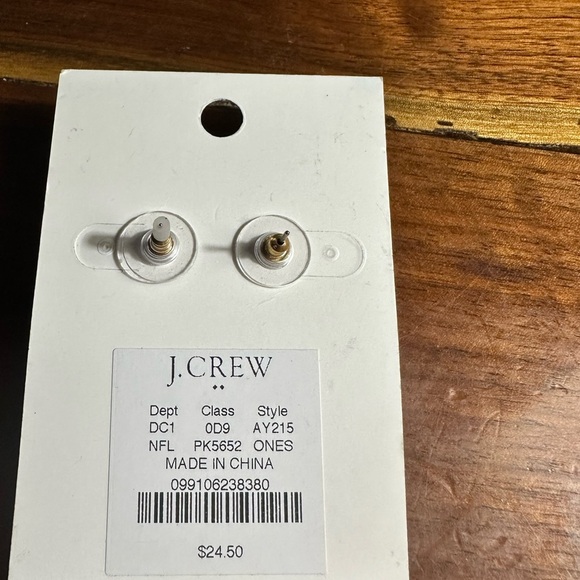 J.CREW
Dept Class Style
DC1 0D9 AY215
NFL PK5652 ONES
MADE IN CHINA
099106238380
$24.50